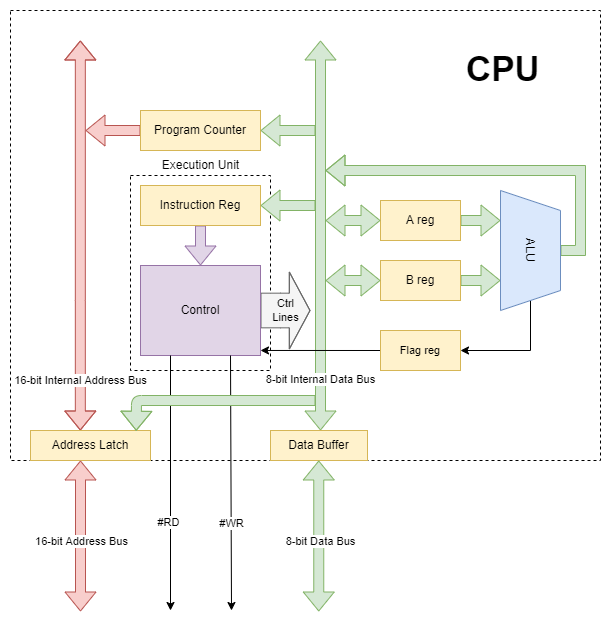 CPU
Program Counter
Execution Unit
Instruction Reg
A reg
ALU
B reg
Control
Ctrl
Lines
Flag reg
16-bit Internal Address Bus
8-bit Internal Data Bus
Address Latch
Data Buffer
#RD
#WR
16-bit Address Bus
8-bit Data Bus